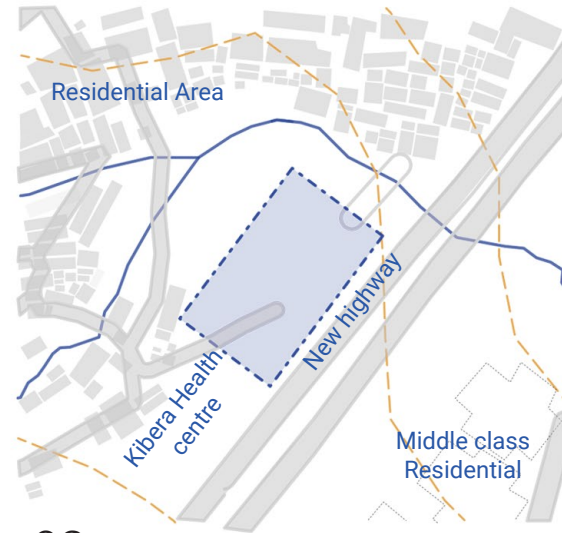 Residential Area
New highway
Kibera Health
centre
Middle class
Residential